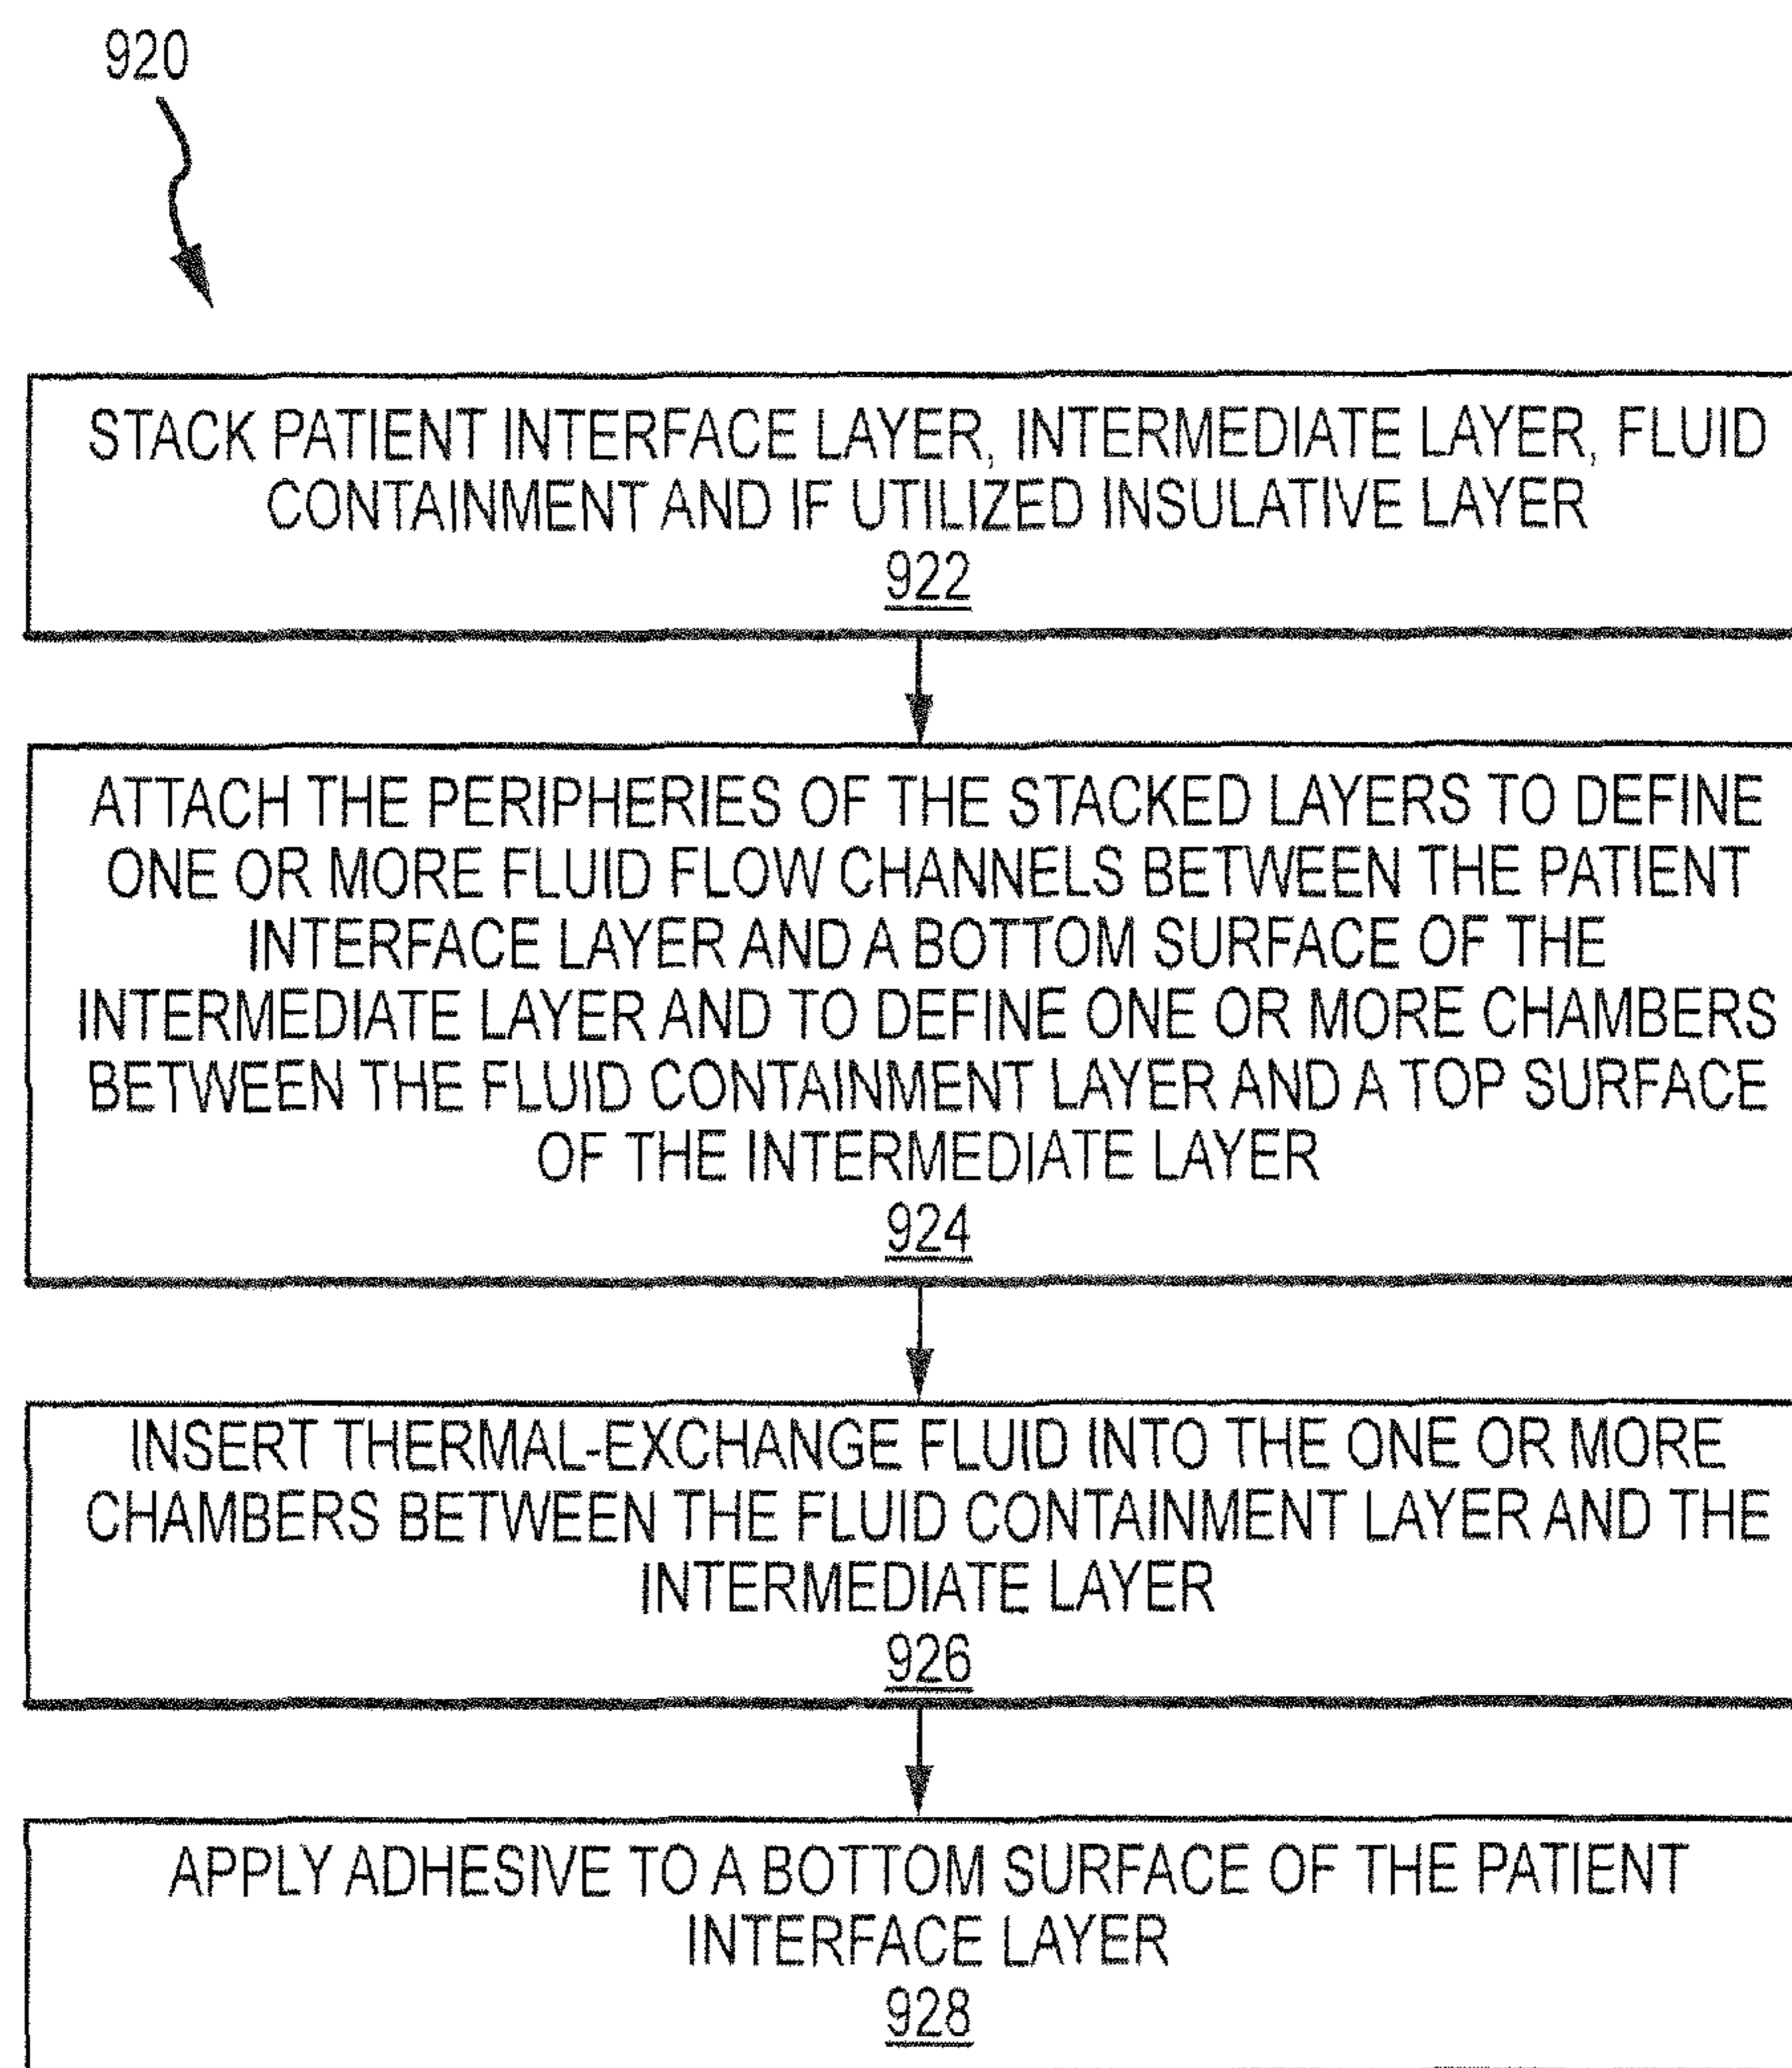 920
STACK PATIENT INTERFACE LAYER, INTERMEDIATE LAYER, FLUID
CONTAINMENT AND IF UTILIZED INSULATIVE LAYER
922
ATTACH THE PERIPHERIES OF THE STACKED LAYERS TO DEFINE
ONE OR MORE FLUID FLOW CHANNELS BETWEEN THE PATIENT
INTERFACE LAYER AND A BOTTOM SURFACE OF THE
INTERMEDIATE LAYER AND TO DEFINE ONE OR MORE CHAMBERS
BETWEEN THE FLUID CONTAINMENT LAYER AND A TOP SURFACE
OF THE INTERMEDIATE LAYER
924
INSERT THERMAL-EXCHANGE FLUID INTO THE ONE OR MORE
CHAMBERS BETWEEN THE FLUID CONTAINMENT LAYER AND THE
INTERMEDIATE LAYER
926
APPLY ADHESIVE TO A BOTTOM SURFACE OF THE PATIENT
INTERFACE LAYER
928